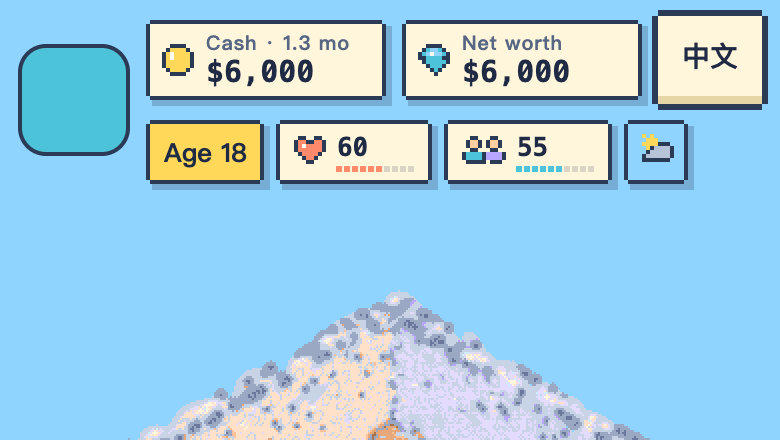 Cash · 1.3 mo
$6,000
Net worth
$6,000
中文
Age 18
60
55